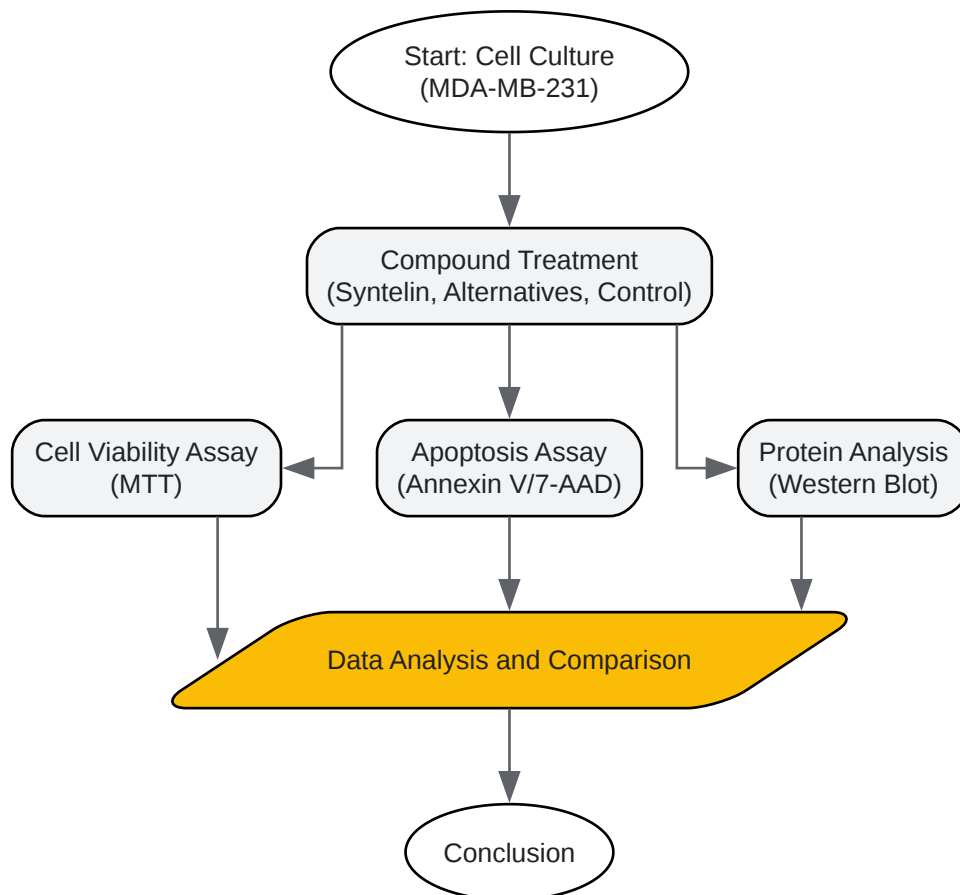 Start: Cell Culture
(MDA-MB-231)
Compound Treatment
(Syntelin, Alternatives, Control)
Cell Viability Assay
(MTT)
Apoptosis Assay
(Annexin V/7-AAD)
Protein Analysis
(Western Blot)
Data Analysis and Comparison
Conclusion